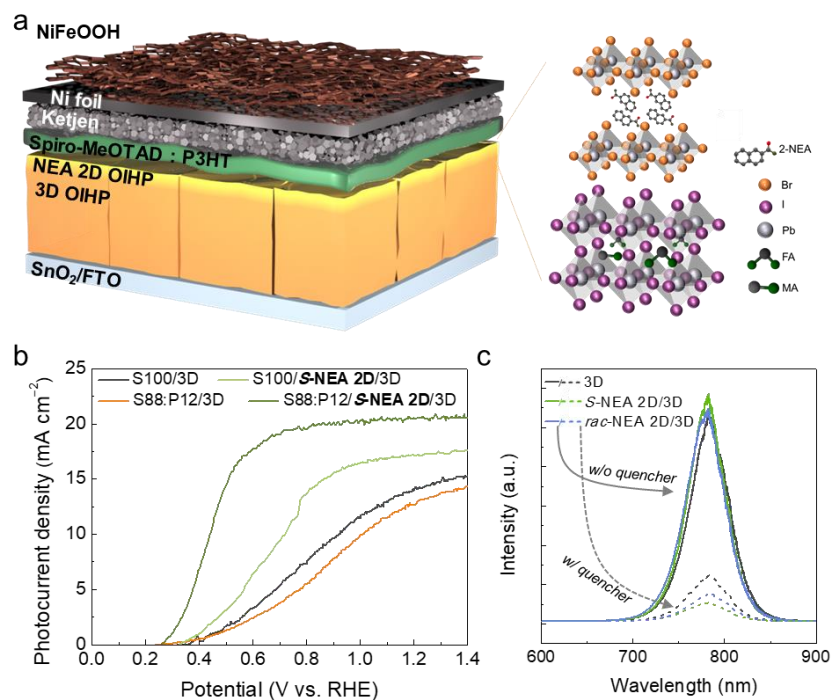 a
NiFeOOH
Ni foil
Ketjen
Spiro-MeOTAD : P3HT
NEA 2D OIHP
3D OIHP
SnO₂/FTO
2-NEA
Br
I
Pb
FA
MA
b
S100/3D
S100/S-NEA 2D/3D
S88:P12/3D
S88:P12/S-NEA 2D/3D
25
20
15
10
5
0
0.0 0.2 0.4 0.6 0.8 1.0 1.2 1.4
Photocurrent density (mA cm⁻²)
Potential (V vs. RHE)
c
3D
S-NEA 2D/3D
rac-NEA 2D/3D
w/o quencher
w/ quencher
Intensity (a.u.)
600 700 800 900
Wavelength (nm)